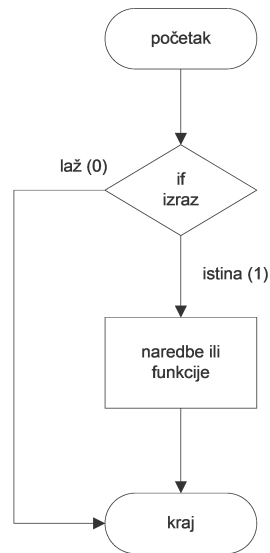 početak
laž (0)
if
izraz
istina (1)
naredbe ili
funkcije
kraj